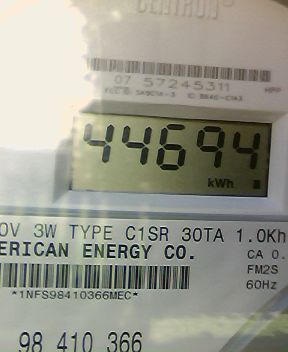 CENTRON®
07 57245311
44694
kWh
0V 3W TYPE C1SR 30TA 1.0Kh
ERICAN ENERGY CO.
CA 0.
FM2S
60Hz
*1NFS98410366MEC*
98 410 366